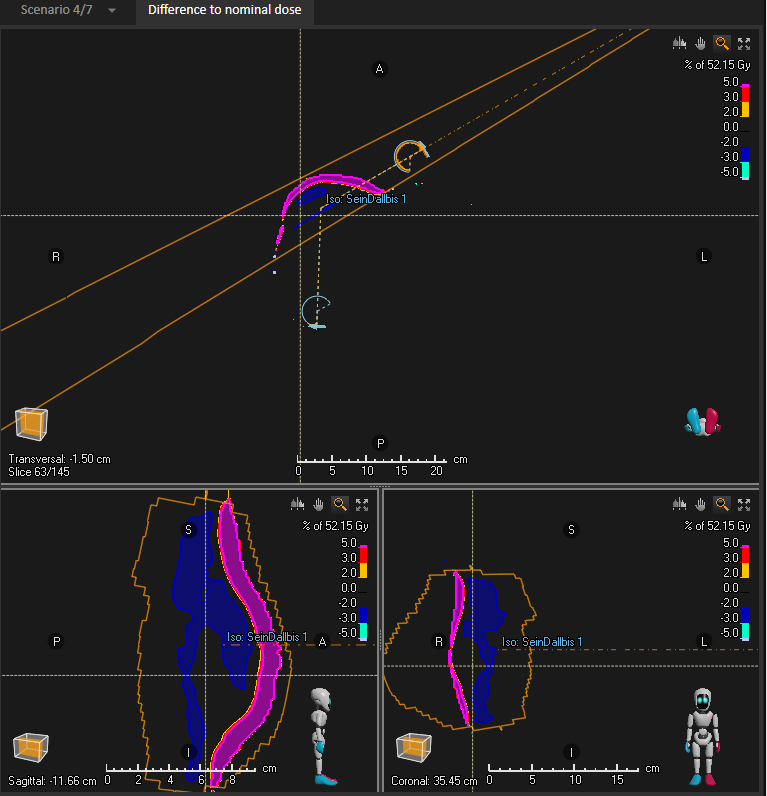 Scenario 4/7
Difference to nominal dose
A
% of 52.15 Gy
5.0
3.0
2.0
0.0
-2.0
-3.0
-5.0
Iso: SeinDallbis 1
R
L
P
Transversal: -1.50 cm
Slice 63/145
0 5 10 15 20 cm
S
% of 52.15 Gy
5.0
3.0
2.0
0.0
-2.0
-3.0
-5.0
Iso: SeinDallbis 1
P
A
I
Sagittal: -11.66 cm
0 2 4 6 8 cm
S
% of 52.15 Gy
5.0
3.0
2.0
0.0
-2.0
-3.0
-5.0
Iso: SeinDallbis 1
R
L
I
Coronal: 35.45 cm
0 5 10 15 cm